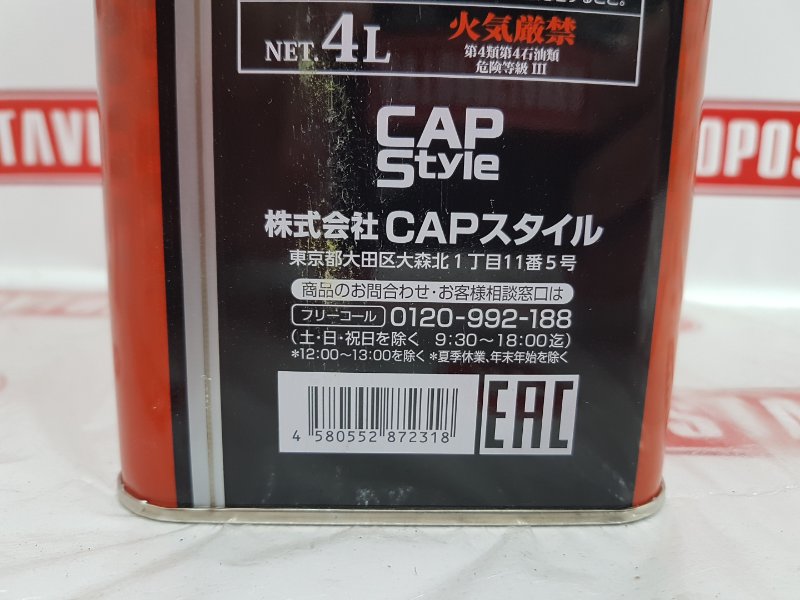 NET. 4L
火気厳禁
第4類第4石油類
危険等級 III
CAP
Style
株式会社 CAPスタイル
東京都大田区大森北1丁目11番5号
商品のお問合わせ・お客様相談窓口は
フリーコール 0120-992-188
(土・日・祝日を除く 9:30〜18:00迄)
*12:00〜13:00を除く *夏季休業、年末年始を除く
4 580552 872318
EAC